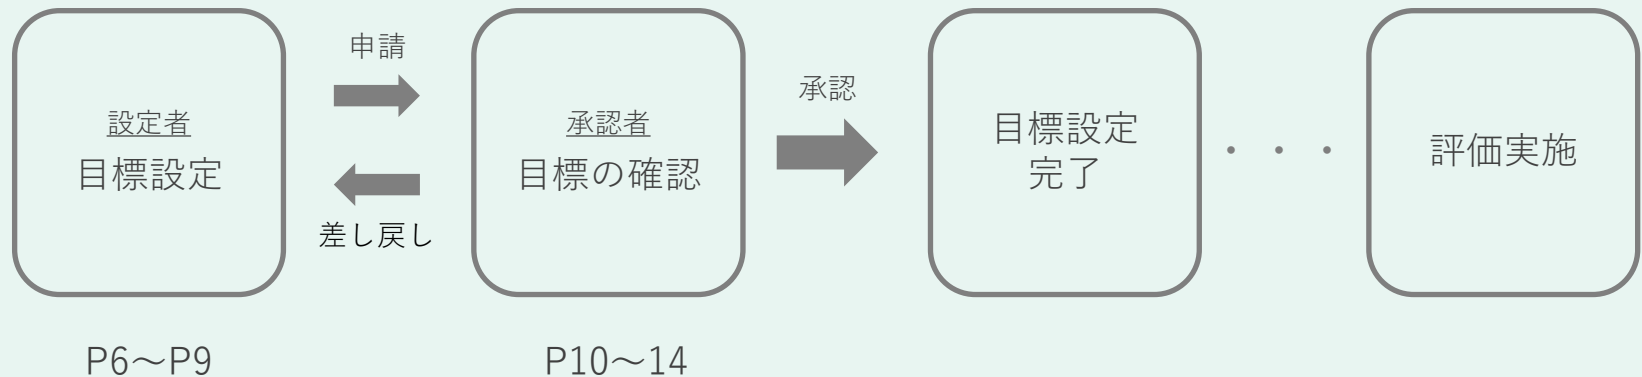 設定者
目標設定
申請
差し戻し
承認者
目標の確認
承認
目標設定
完了
・・・
評価実施
P6～P9
P10～14